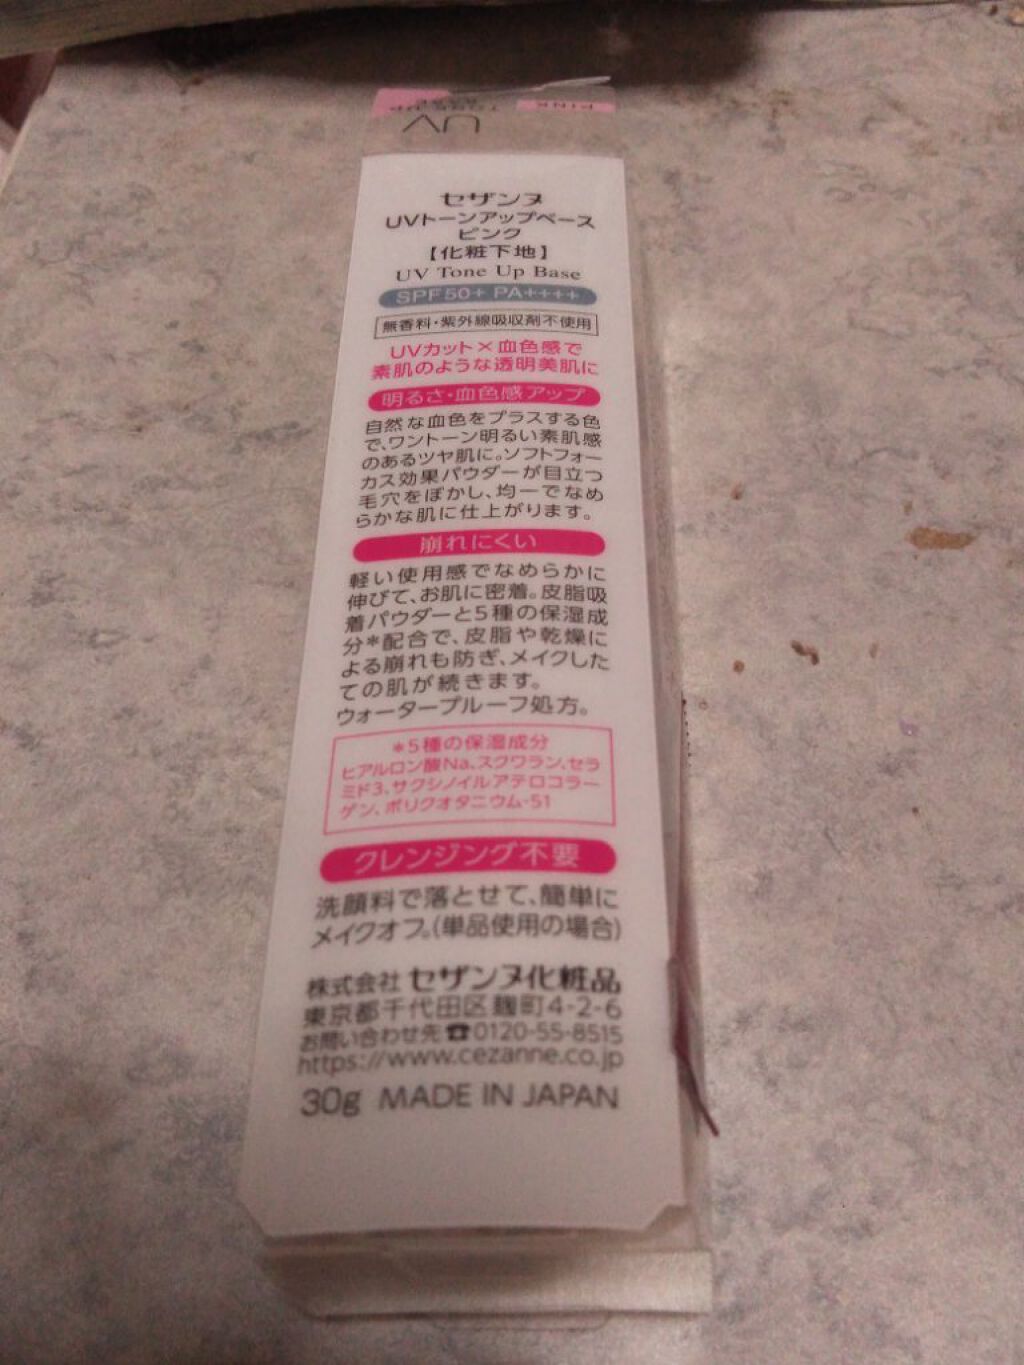 PINK
UV
セザンヌ
UVトーンアップベース
ピンク
【化粧下地】
UV Tone Up Base
SPF50+ PA++++
無香料・紫外線吸収剤不使用
UVカット×血色感で
素肌のような透明美肌に
明るさ・血色感アップ
自然な血色をプラスする色
で、ワントーン明るい素肌感
のあるツヤ肌に。ソフトフォー
カス効果パウダーが目立つ
毛穴をぼかし、均一でなめ
らかな肌に仕上がります。
崩れにくい
軽い使用感でなめらかに
伸びて、お肌に密着。皮脂吸
着パウダーと5種の保湿成
分*配合で、皮脂や乾燥に
よる崩れも防ぎ、メイクした
ての肌が続きます。
ウォータープルーフ処方。
*5種の保湿成分
ヒアルロン酸Na、スクワラン、セラ
ミド3、サクシノイルアテロコラー
ゲン、ポリクオタニウム-51
クレンジング不要
洗顔料で落とせて、簡単に
メイクオフ。(単品使用の場合)
株式会社 セザンヌ化粧品
東京都千代田区麹町4-2-6
お問い合わせ先☎0120-55-8515
https://www.cezanne.co.jp
30g MADE IN JAPAN